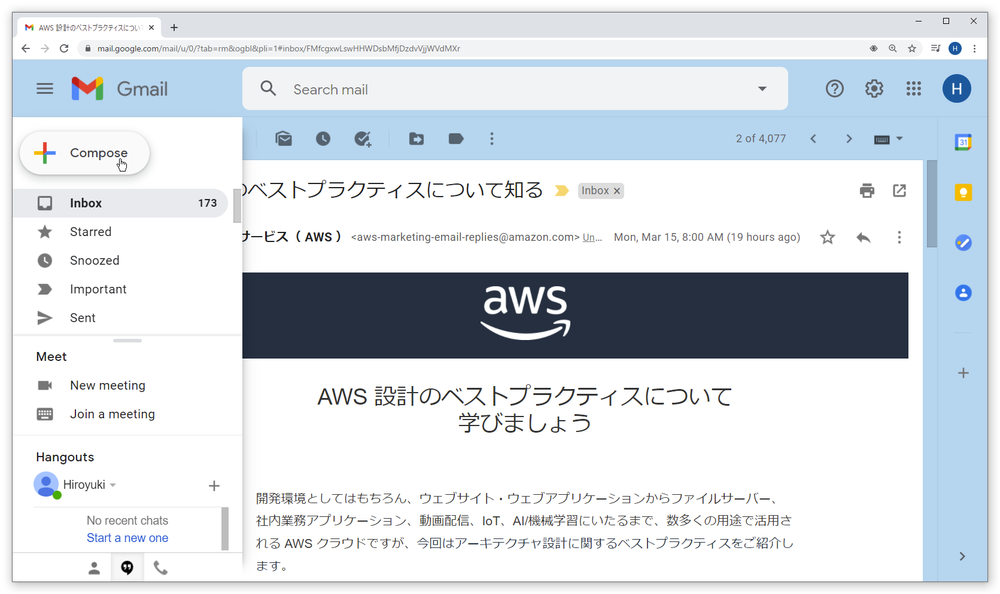 AWS 設計のベストプラクティスについ
mail.google.com/mail/u/0/?tab=rm&ogbl&pli=1#inbox/FMfcgxwLswHHWDsbMfjDzdvVjjWVdMXr
H
Gmail
Search mail
H
Compose
2 of 4,077
31
Inbox 173
Starred
Snoozed
Important
Sent
のベストプラクティスについて知る
Inbox
サービス（ AWS ） <aws-marketing-email-replies@amazon.com> Un... Mon, Mar 15, 8:00 AM (19 hours ago)
aws
Meet
New meeting
Join a meeting
Hangouts
Hiroyuki
No recent chats
Start a new one
AWS 設計のベストプラクティスについて
学びましょう
開発環境としてはもちろん、ウェブサイト・ウェブアプリケーションからファイルサーバー、
社内業務アプリケーション、動画配信、IoT、AI/機械学習にいたるまで、数多くの用途で活用さ
れる AWS クラウドですが、今回はアーキテクチャ設計に関するベストプラクティスをご紹介し
ます。